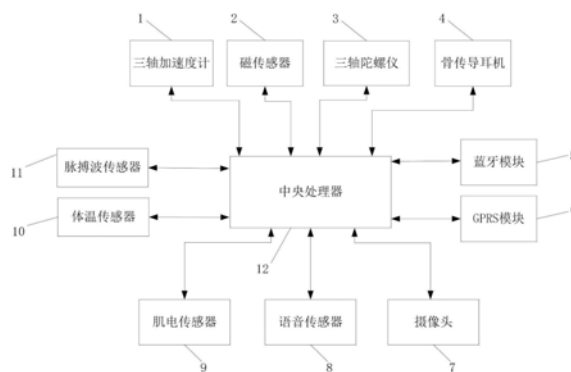 1
2
3
4
三轴加速度计
磁传感器
三轴陀螺仪
骨传导耳机
11
脉搏波传感器
蓝牙模块
中央处理器
10
体温传感器
GPRS模块
12
肌电传感器
语音传感器
摄像头
9
8
7